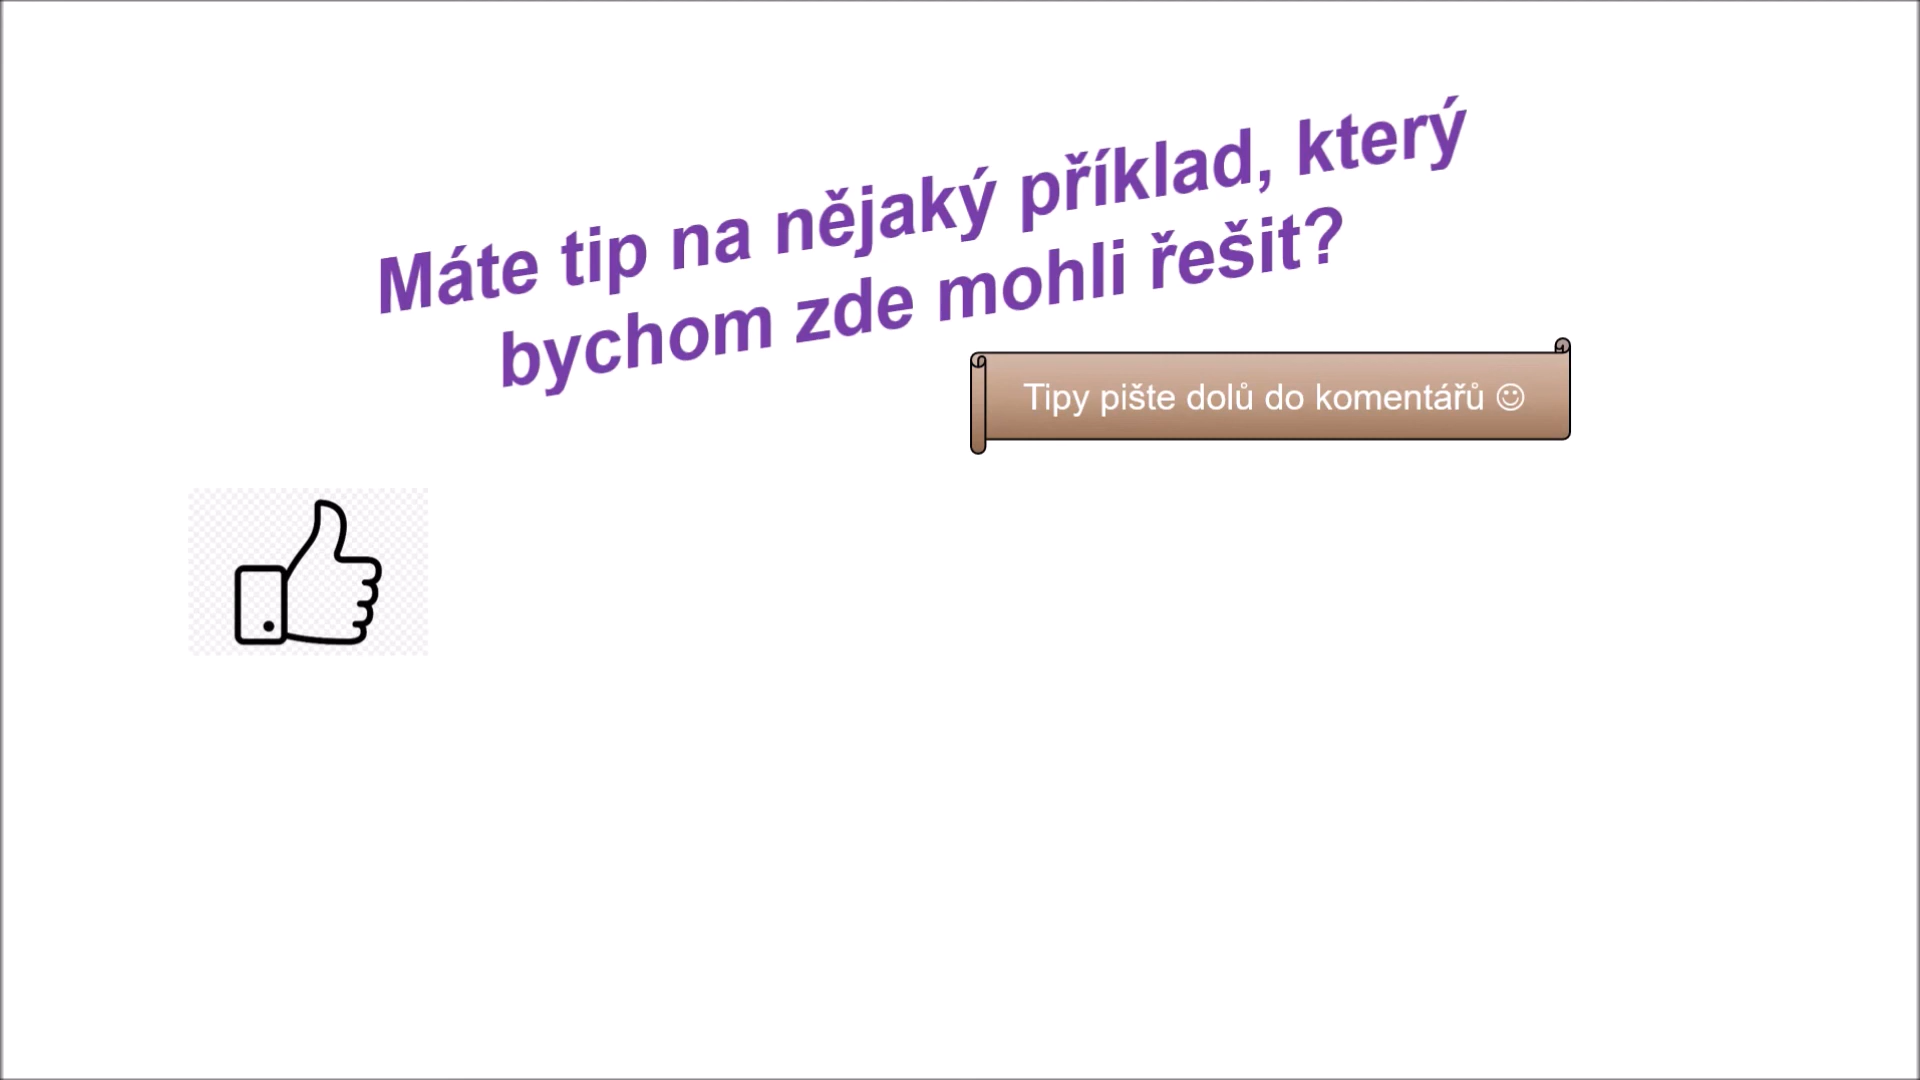 Máte tip na nějaký příklad, který
bychom zde mohli řešit?
Tipy pište dolů do komentářů ☺